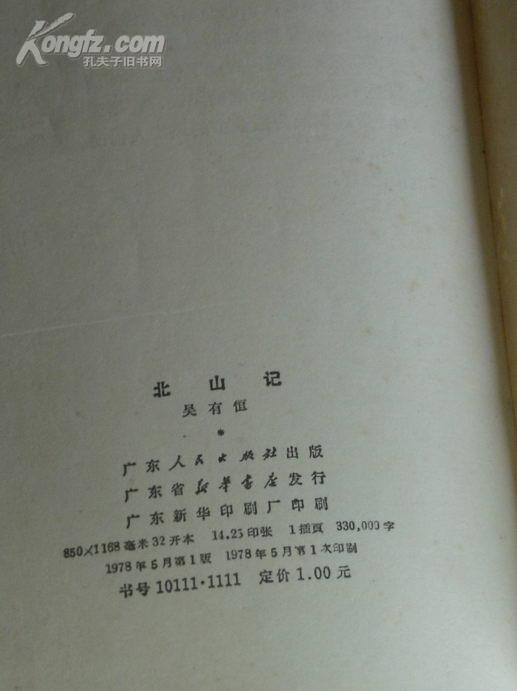 Kongfz.com
孔夫子旧书网
北山记
吴有恒
*
广东人民出版社出版
广东省新华书店发行
广东新华印刷厂印刷
850×1168毫米32开本 14.25印张 1插页 330,000字
1978年5月第1版 1978年5月第1次印刷
书号10111·1111 定价1.00元